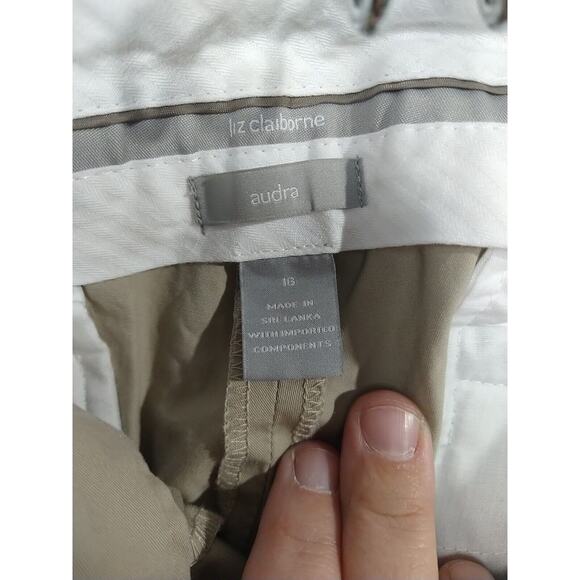 liz claiborne
audra
16
MADE IN
SRI LANKA
WITH IMPORTED
COMPONENTS